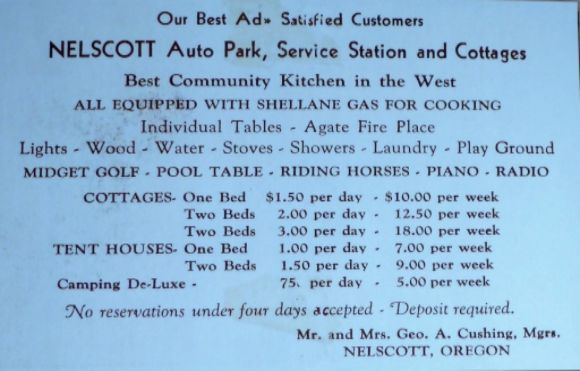 Our Best Ad» Satisfied Customers
NELSCOTT Auto Park, Service Station and Cottages
Best Community Kitchen in the West
ALL EQUIPPED WITH SHELLANE GAS FOR COOKING
Individual Tables - Agate Fire Place
Lights - Wood - Water - Stoves - Showers - Laundry - Play Ground
MIDGET GOLF - POOL TABLE - RIDING HORSES - PIANO - RADIO
COTTAGES- One Bed $1.50 per day - $10.00 per week
Two Beds 2.00 per day - 12.50 per week
Two Beds 3.00 per day - 18.00 per week
TENT HOUSES- One Bed 1.00 per day - 7.00 per week
Two Beds 1.50 per day - 9.00 per week
Camping De-Luxe - 75 per day - 5.00 per week
No reservations under four days accepted - Deposit required.
Mr. and Mrs. Geo. A. Cushing, Mgrs.
NELSCOTT, OREGON